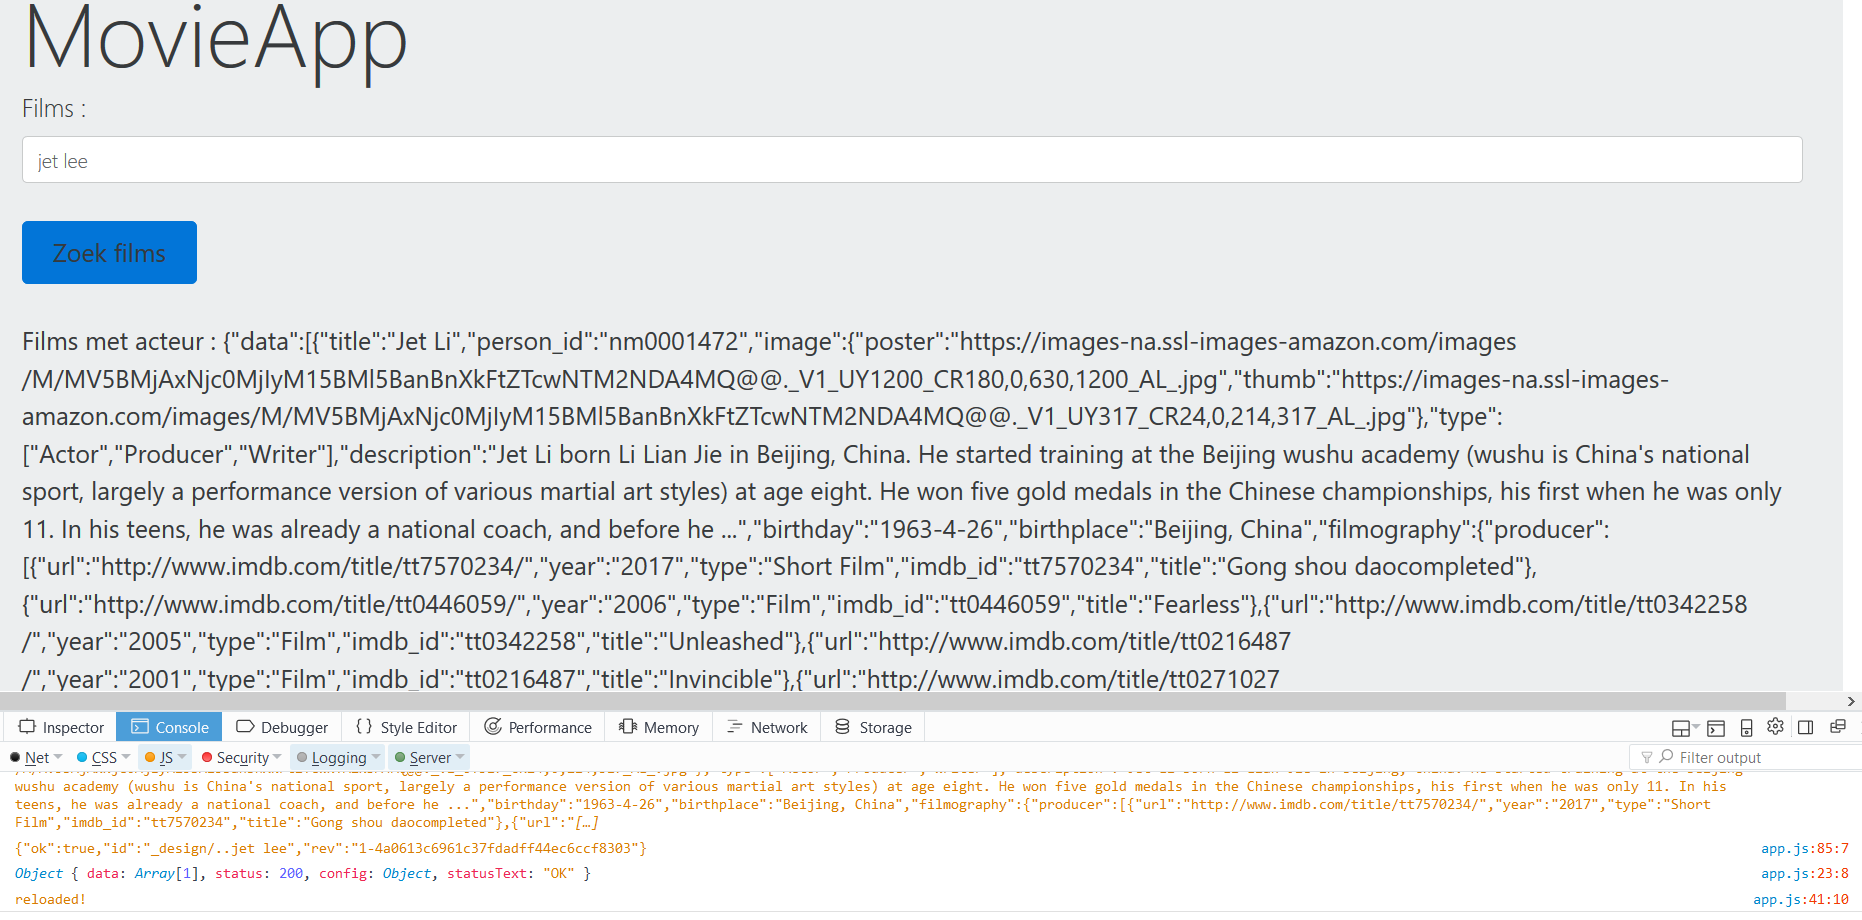 MovieApp
Films :
jet lee
Zoek films
Films met acteur : {"data":[{"title":"Jet Li","person_id":"nm0001472","image":{"poster":"https://images-na.ssl-images-amazon.com/images
/M/MV5BMjAxNjc0MjIyM15BMl5BanBnXkFtZTcwNTM2NDA4MQ@@._V1_UY1200_CR180,0,630,1200_AL_.jpg","thumb":"https://images-na.ssl-images-
amazon.com/images/M/MV5BMjAxNjc0MjIyM15BMl5BanBnXkFtZTcwNTM2NDA4MQ@@._V1_UY317_CR24,0,214,317_AL_.jpg"},"type":
["Actor","Producer","Writer"],"description":"Jet Li born Li Lian Jie in Beijing, China. He started training at the Beijing wushu academy (wushu is China's national
sport, largely a performance version of various martial art styles) at age eight. He won five gold medals in the Chinese championships, his first when he was only
11. In his teens, he was already a national coach, and before he ...","birthday":"1963-4-26","birthplace":"Beijing, China","filmography":{"producer":
[{"url":"http://www.imdb.com/title/tt7570234/","year":"2017","type":"Short Film","imdb_id":"tt7570234","title":"Gong shou daocompleted"},
{"url":"http://www.imdb.com/title/tt0446059/","year":"2006","type":"Film","imdb_id":"tt0446059","title":"Fearless"},{"url":"http://www.imdb.com/title/tt0342258
/","year":"2005","type":"Film","imdb_id":"tt0342258","title":"Unleashed"},{"url":"http://www.imdb.com/title/tt0216487
/","year":"2001","type":"Film","imdb_id":"tt0216487","title":"Invincible"},{"url":"http://www.imdb.com/title/tt0271027
Inspector Console Debugger {} Style Editor Performance Memory Network Storage
Net CSS JS Security Logging Server Filter output
wushu academy (wushu is China's national sport, largely a performance version of various martial art styles) at age eight. He won five gold medals in the Chinese championships, his first when he was only 11. In his
teens, he was already a national coach, and before he ...","birthday":"1963-4-26","birthplace":"Beijing, China","filmography":{"producer":[{"url":"http://www.imdb.com/title/tt7570234/","year":"2017","type":"Short
Film","imdb_id":"tt7570234","title":"Gong shou daocompleted"},{"url":"[…]
{"ok":true,"id":"_design/..jet lee","rev":"1-4a0613c6961c37fdadff44ec6ccf8303"} app.js:85:7
Object { data: Array[1], status: 200, config: Object, statusText: "OK" } app.js:23:8
reloaded! app.js:41:10